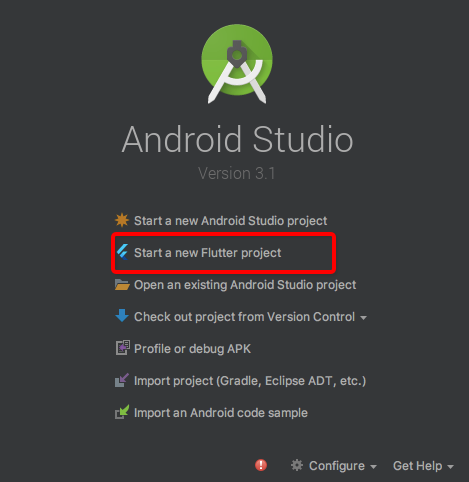 Android Studio
Version 3.1
Start a new Android Studio project
Start a new Flutter project
Open an existing Android Studio project
Check out project from Version Control
Profile or debug APK
Import project (Gradle, Eclipse ADT, etc.)
Import an Android code sample
Configure Get Help